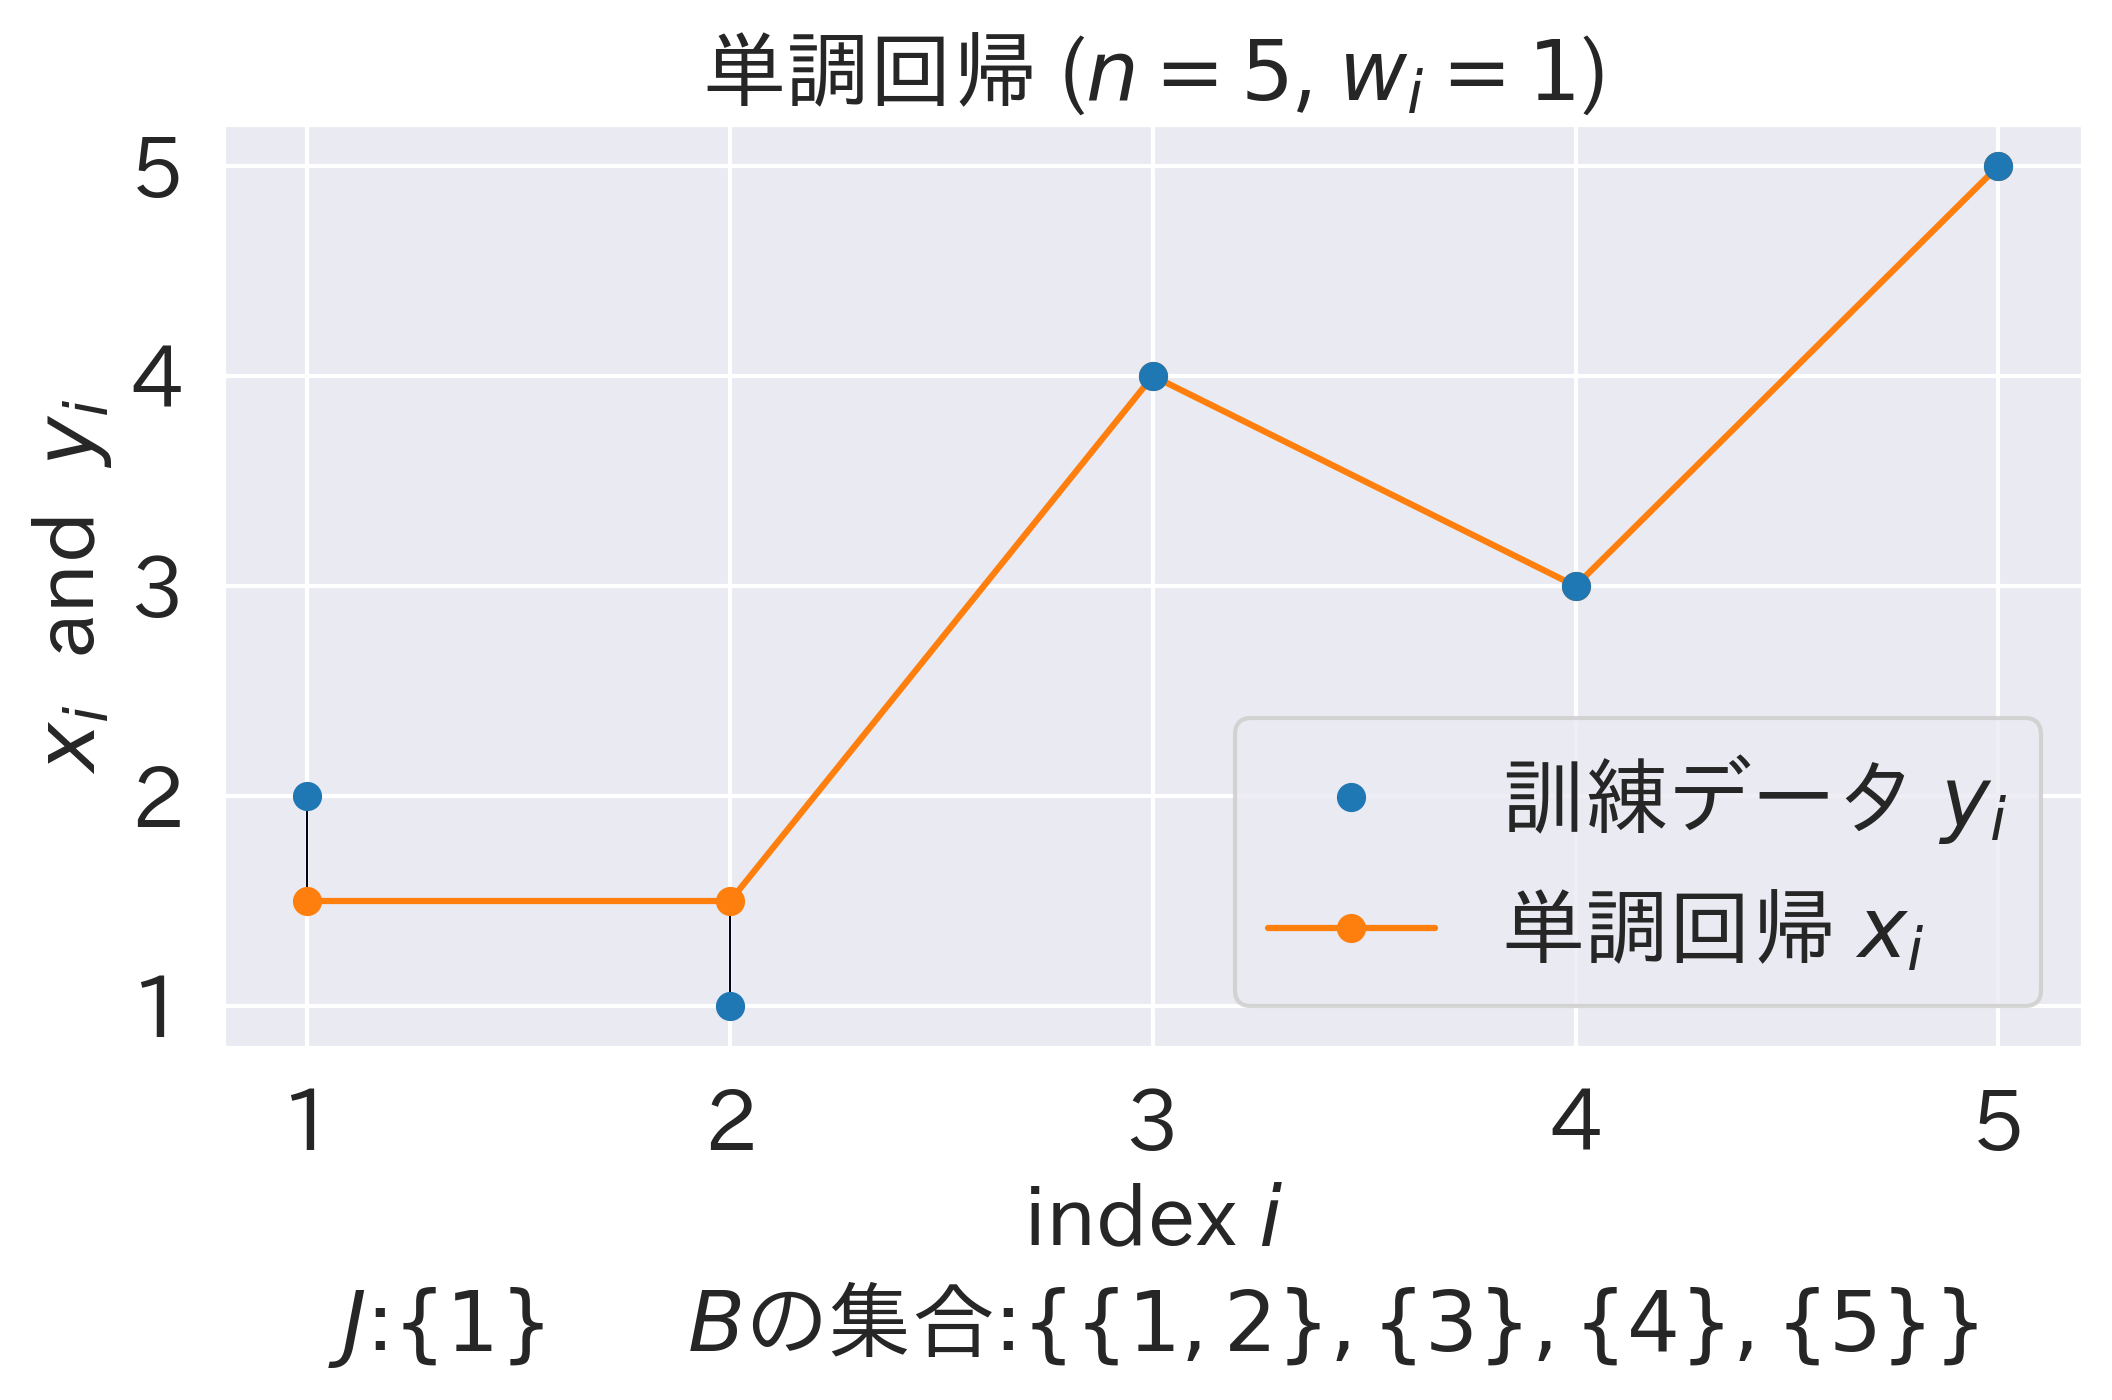 単調回帰 (n = 5, w_i = 1)
x_i and y_i
5
4
3
2
1
訓練データ y_i
単調回帰 x_i
1 2 3 4 5
index i
J:{1} Bの集合:{{1, 2}, {3}, {4}, {5}}